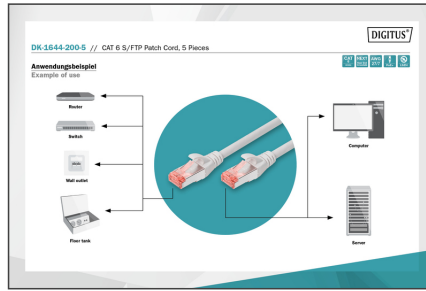 DIGITUS®
DK-1644-200-5 // CAT 6 S/FTP Patch Cord, 5 Pieces
Anwendungsbeispiel
Example of use
Router
Switch
Wall outlet
Floor tank
Computer
Server